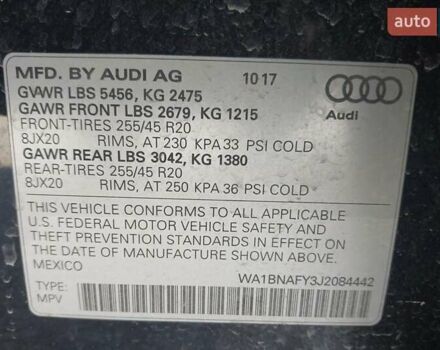 auto
MFD. BY AUDI AG 10 17
GVWR LBS 5456, KG 2475
GAWR FRONT LBS 2679, KG 1215
FRONT-TIRES 255/45 R20
8JX20 RIMS, AT 230 KPA 33 PSI COLD
GAWR REAR LBS 3042, KG 1380
REAR-TIRES 255/45 R20
8JX20 RIMS, AT 250 KPA 36 PSI COLD
Audi
THIS VEHICLE CONFORMS TO ALL APPLICABLE
U.S. FEDERAL MOTOR VEHICLE SAFETY AND
THEFT PREVENTION STANDARDS IN EFFECT ON
THE DATE OF MANUFACTURE SHOWN ABOVE.
MEXICO
WA1BNAFY3J2084442
TYPE:
MPV